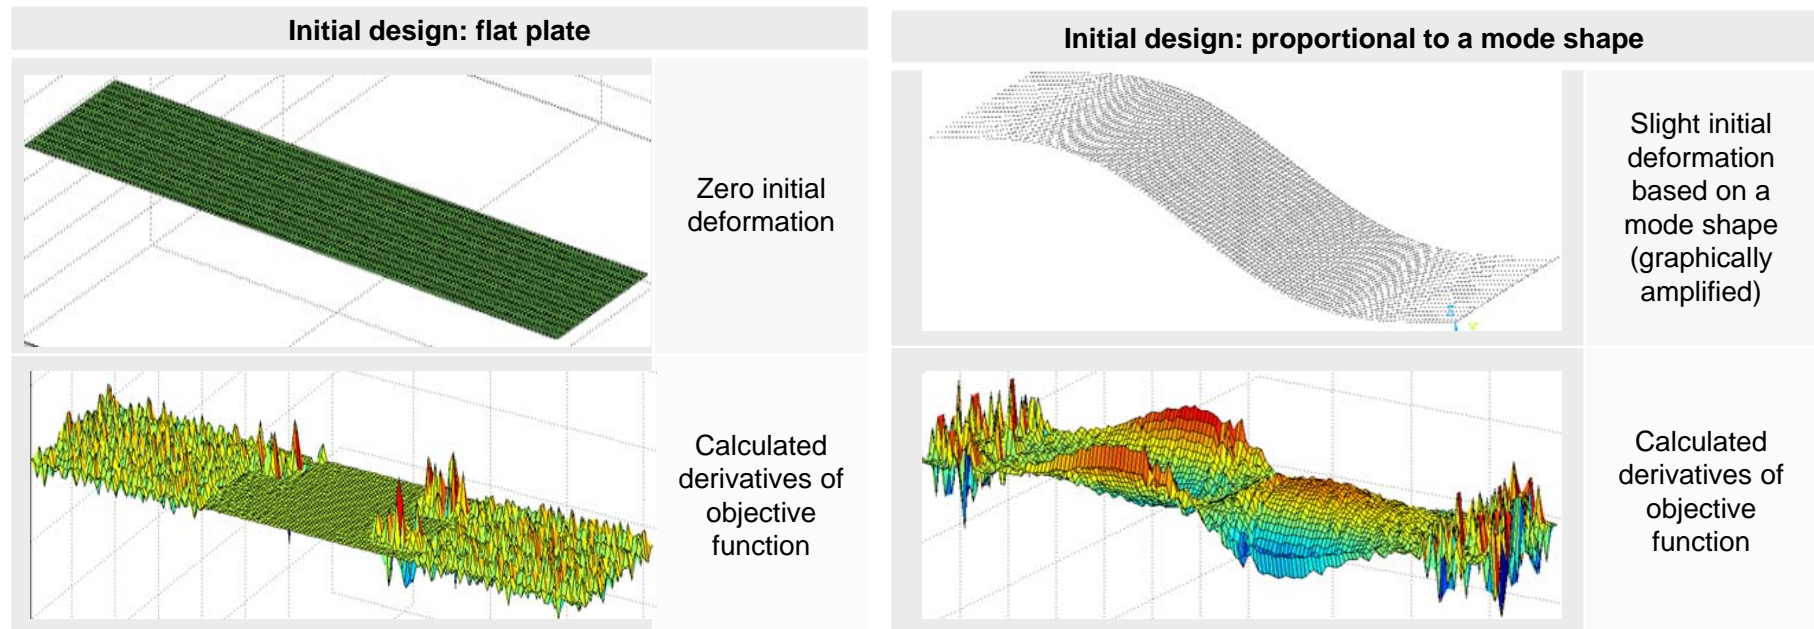 Initial design: flat plate
Zero initial
deformation
Calculated
derivatives of
objective
function
Initial design: proportional to a mode shape
Slight initial
deformation
based on a
mode shape
(graphically
amplified)
Calculated
derivatives of
objective
function